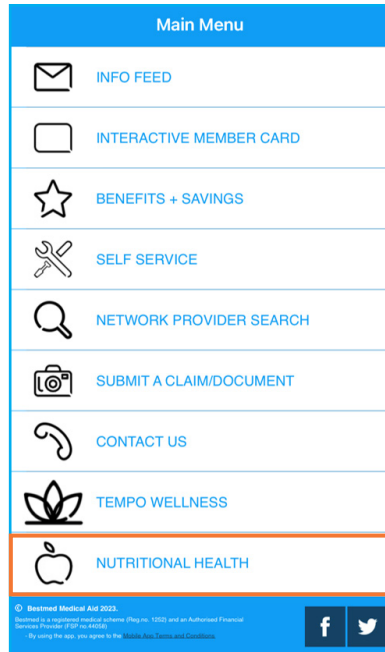 Main Menu
INFO FEED
INTERACTIVE MEMBER CARD
BENEFITS + SAVINGS
SELF SERVICE
NETWORK PROVIDER SEARCH
SUBMIT A CLAIM/DOCUMENT
CONTACT US
TEMPO WELLNESS
NUTRITIONAL HEALTH
© Bestmed Medical Aid 2023.
Bestmed is a registered medical scheme (Reg.no. 1252) and an Authorised Financial
Services Provider (FSP no.44058)
- By using the app, you agree to the Mobile App Terms and Conditions